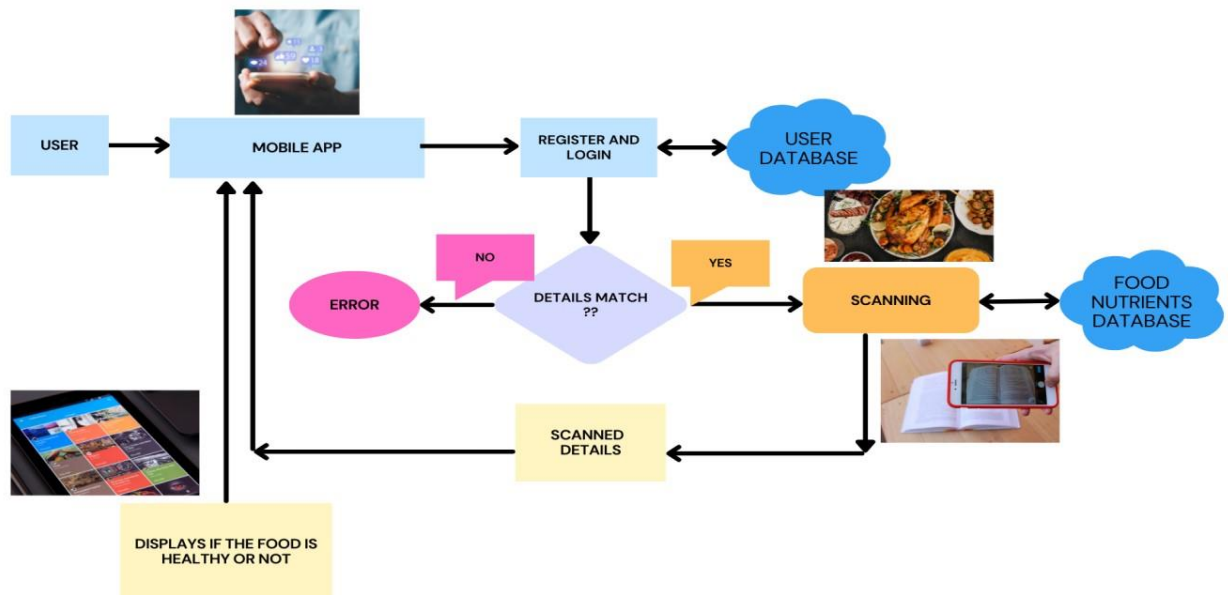 USER
MOBILE APP
REGISTER AND
LOGIN
USER
DATABASE
NO
YES
ERROR
DETAILS MATCH
??
SCANNING
FOOD
NUTRIENTS
DATABASE
SCANNED
DETAILS
DISPLAYS IF THE FOOD IS
HEALTHY OR NOT